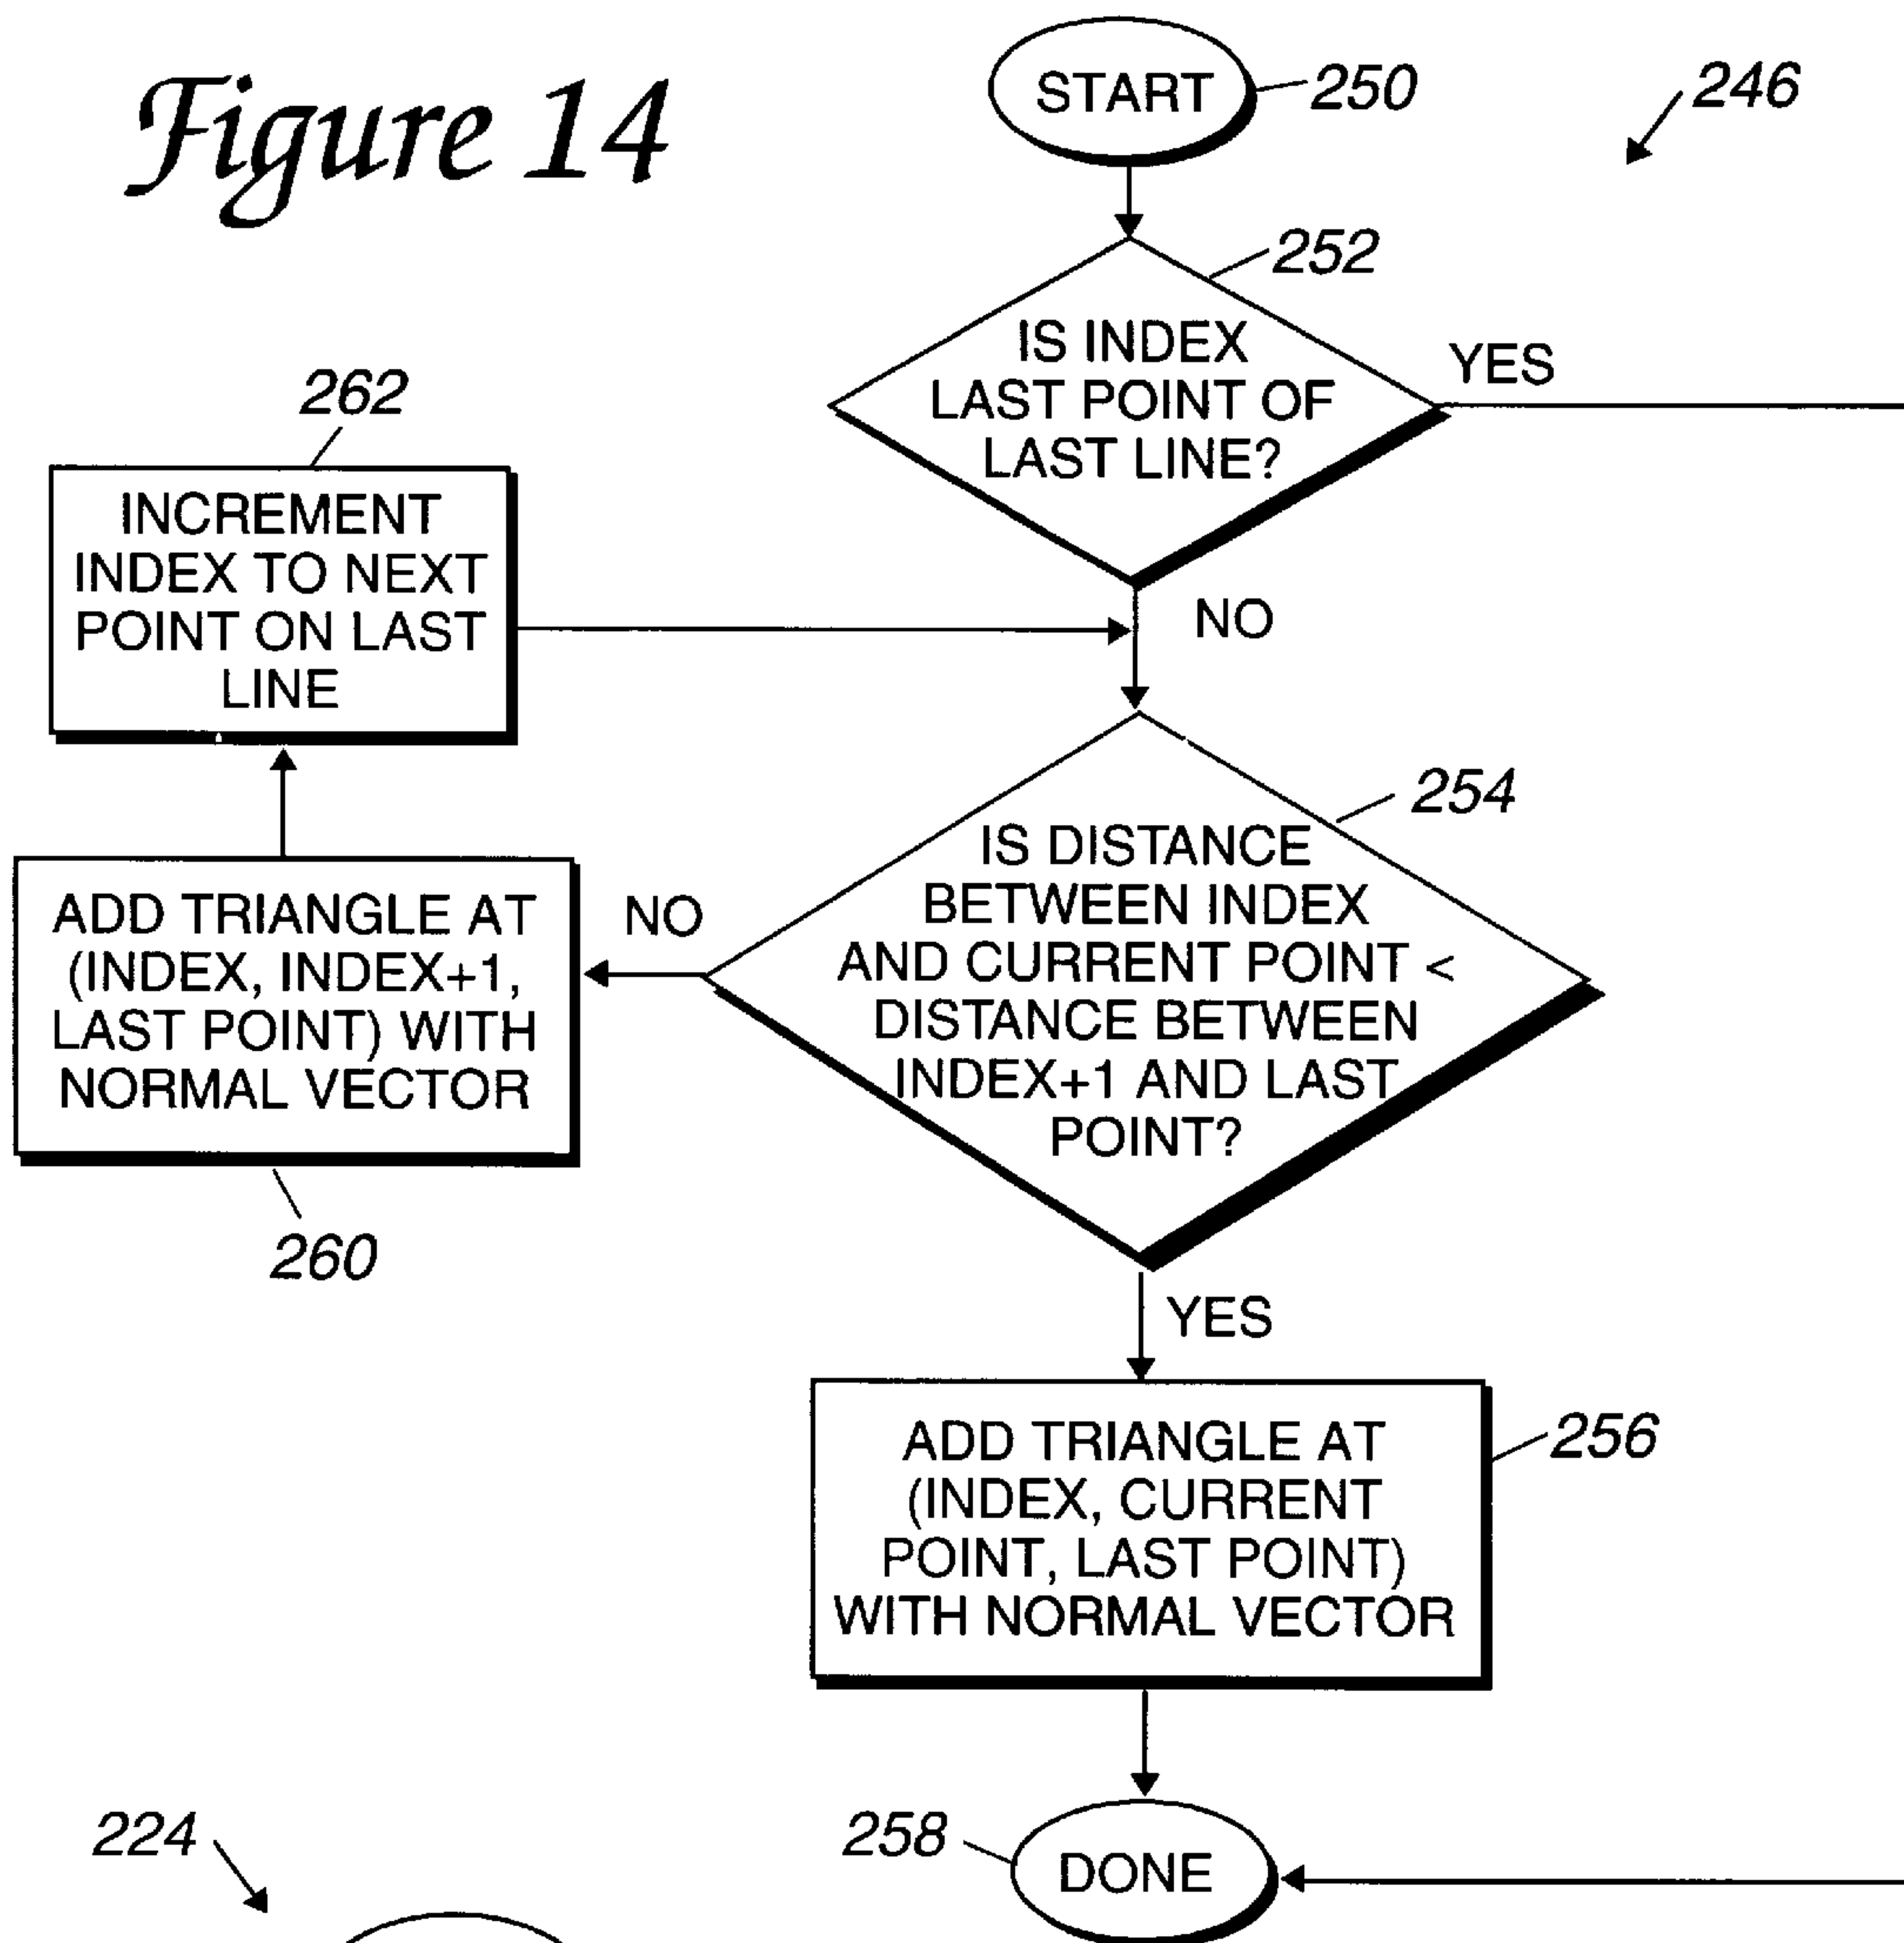 Figure 14
START
250
246
252
IS INDEX
LAST POINT OF
LAST LINE?
YES
262
INCREMENT
INDEX TO NEXT
POINT ON LAST
LINE
NO
254
IS DISTANCE
BETWEEN INDEX
AND CURRENT POINT <
DISTANCE BETWEEN
INDEX+1 AND LAST
POINT?
NO
ADD TRIANGLE AT
(INDEX, INDEX+1,
LAST POINT) WITH
NORMAL VECTOR
260
YES
ADD TRIANGLE AT
(INDEX, CURRENT
POINT, LAST POINT)
WITH NORMAL VECTOR
256
224
258
DONE